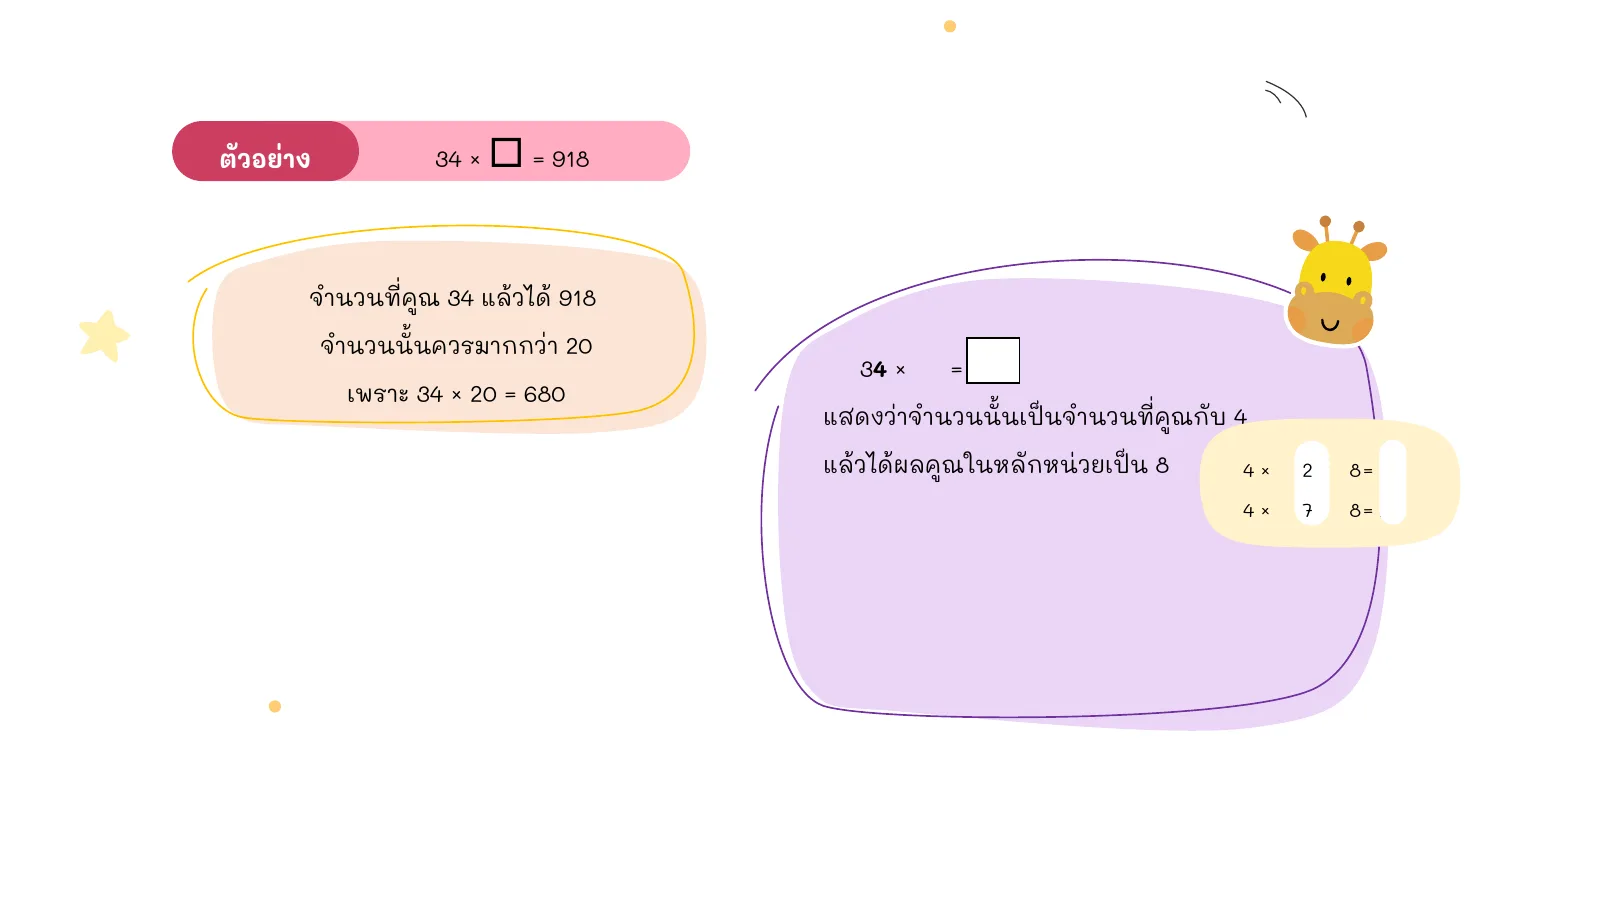 ตัวอย่าง
34 × □ = 918
จำนวนที่คูณ 34 แล้วได้ 918
จำนวนนั้นควรมากกว่า 20
เพราะ 34 × 20 = 680
34 × = □
แสดงว่าจำนวนนั้นเป็นจำนวนที่คูณกับ 4
แล้วได้ผลคูณในหลักหน่วยเป็น 8
4 × 2 8=
4 × 7 8=